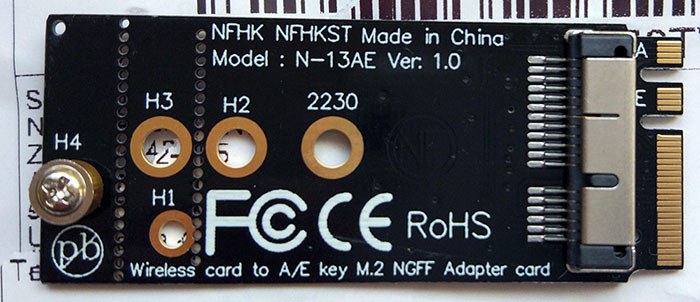 NFHK NFHKST Made in China
Model : N-13AE Ver: 1.0
A
E
H3
H2
2230
H4
H1
FC CE RoHS
pb
Wireless card to A/E key M.2 NGFF Adapter card